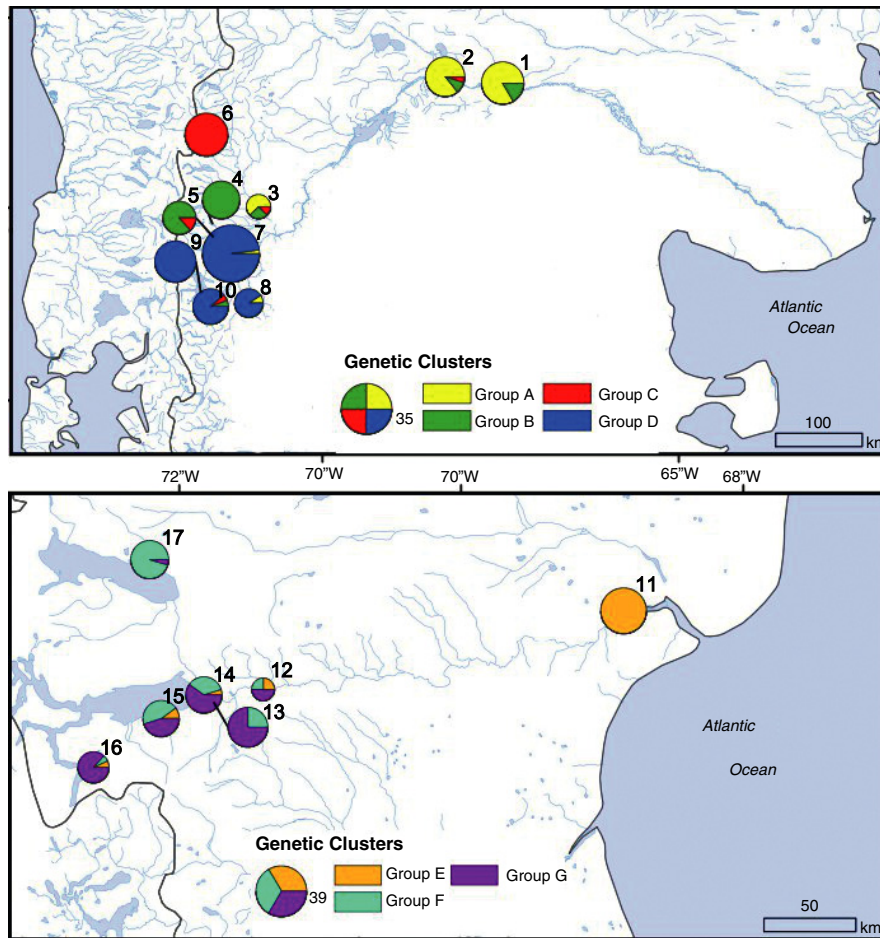 2
1
6
4
5
3
7
9
10
8
Atlantic
Ocean
Genetic Clusters
35
Group A
Group C
Group B
Group D
100
km
72"W
70"W
70"W
65"W
68"W
17
11
12
14
15
13
16
Atlantic
Ocean
Genetic Clusters
39
Group E
Group G
Group F
50
km